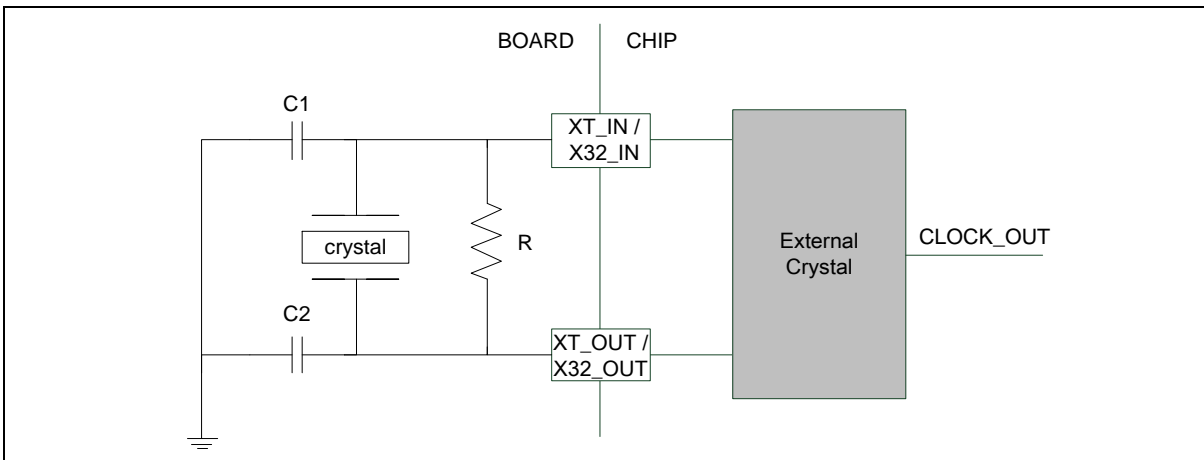 BOARD
CHIP
C1
XT_IN /
X32_IN
R
crystal
External
Crystal
CLOCK_OUT
C2
XT_OUT /
X32_OUT